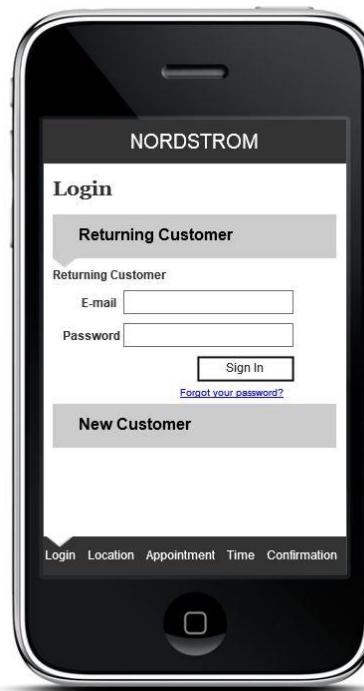 NORDSTROM
Login
Returning Customer
Returning Customer
E-mail
Password
Sign In
Forgot your password?
New Customer
Login Location Appointment Time Confirmation